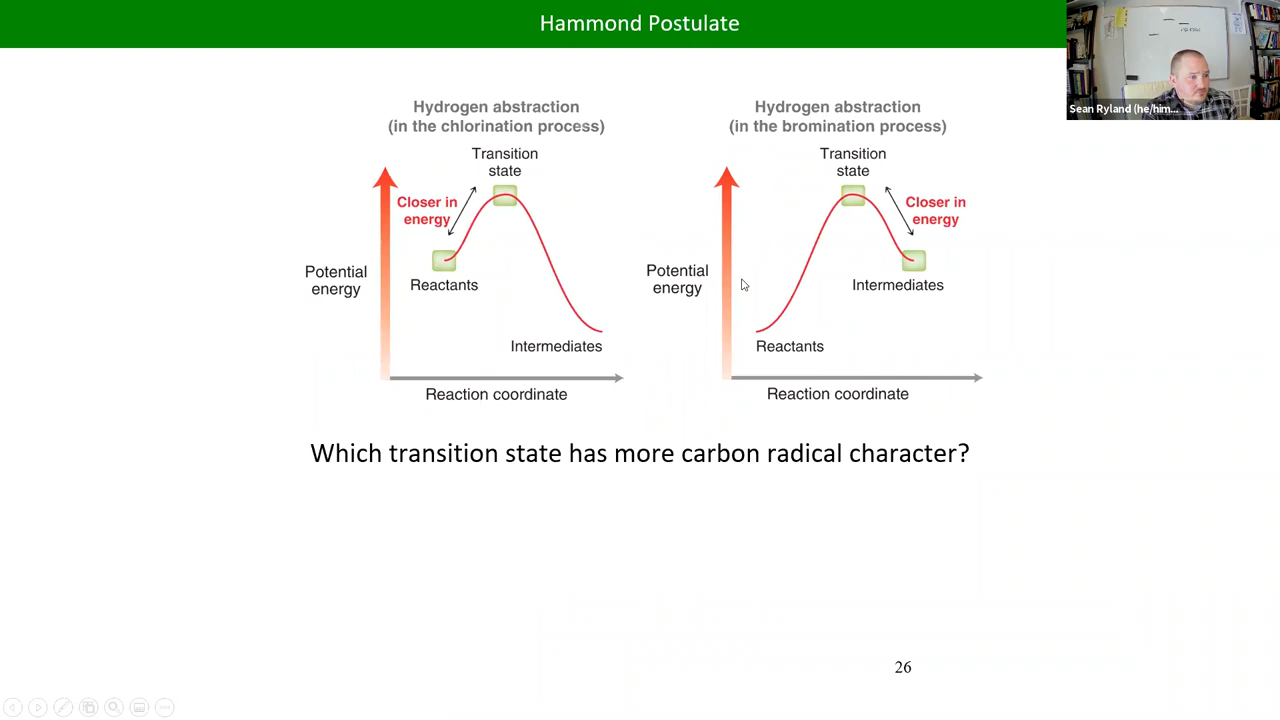 Hammond Postulate
Sean Ryland (he/him...
Hydrogen abstraction
(in the chlorination process)
Transition
state
Closer in
energy
Potential
energy
Reactants
Intermediates
Reaction coordinate
Hydrogen abstraction
(in the bromination process)
Transition
state
Closer in
energy
Potential
energy
Intermediates
Reactants
Reaction coordinate
Which transition state has more carbon radical character?
26